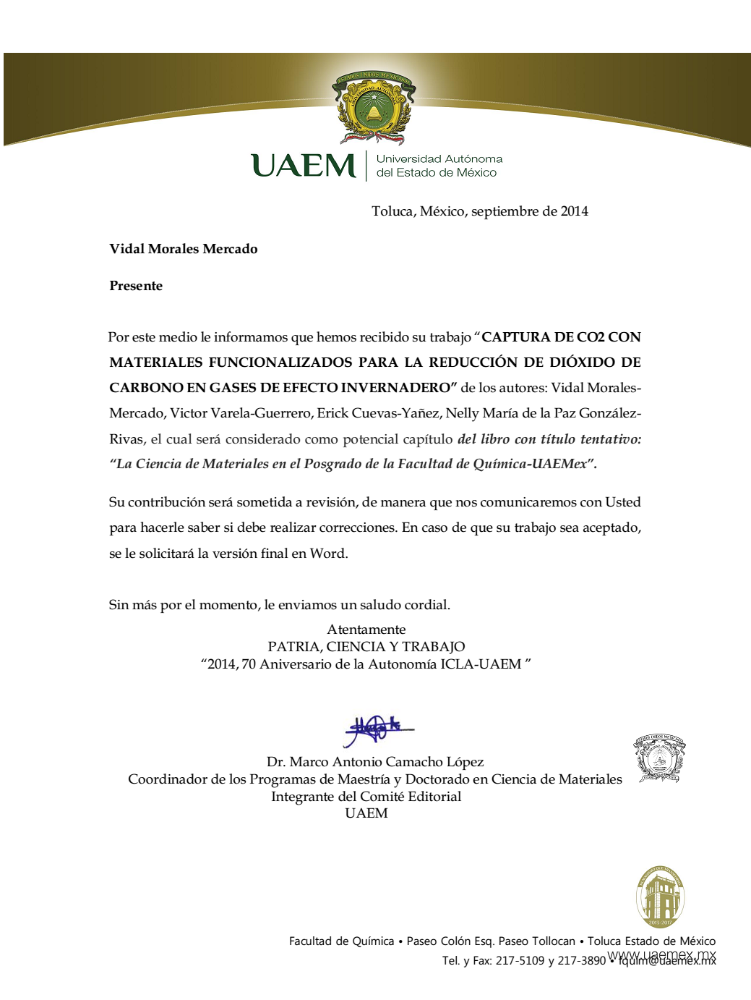 ESTADOS UNIDOS MEXICANOS
UNIVERSIDAD AUTÓNOMA
UAEM
Universidad Autónoma
del Estado de México
Toluca, México, septiembre de 2014
Vidal Morales Mercado
Presente
Por este medio le informamos que hemos recibido su trabajo “CAPTURA DE CO2 CON
MATERIALES FUNCIONALIZADOS PARA LA REDUCCIÓN DE DIÓXIDO DE
CARBONO EN GASES DE EFECTO INVERNADERO” de los autores: Vidal Morales-
Mercado, Victor Varela-Guerrero, Erick Cuevas-Yañez, Nelly María de la Paz González-
Rivas, el cual será considerado como potencial capítulo del libro con título tentativo:
“La Ciencia de Materiales en el Posgrado de la Facultad de Química-UAEMex”.
Su contribución será sometida a revisión, de manera que nos comunicaremos con Usted
para hacerle saber si debe realizar correcciones. En caso de que su trabajo sea aceptado,
se le solicitará la versión final en Word.
Sin más por el momento, le enviamos un saludo cordial.
Atentamente
PATRIA, CIENCIA Y TRABAJO
“2014, 70 Aniversario de la Autonomía ICLA-UAEM ”
Dr. Marco Antonio Camacho López
Coordinador de los Programas de Maestría y Doctorado en Ciencia de Materiales
Integrante del Comité Editorial
UAEM
ESTADOS UNIDOS MEXICANOS
2013-2017
Facultad de Química • Paseo Colón Esq. Paseo Tollocan • Toluca Estado de México
www.uaemex.mx
Tel. y Fax: 217-5109 y 217-3890 • fquim@uaemex.mx